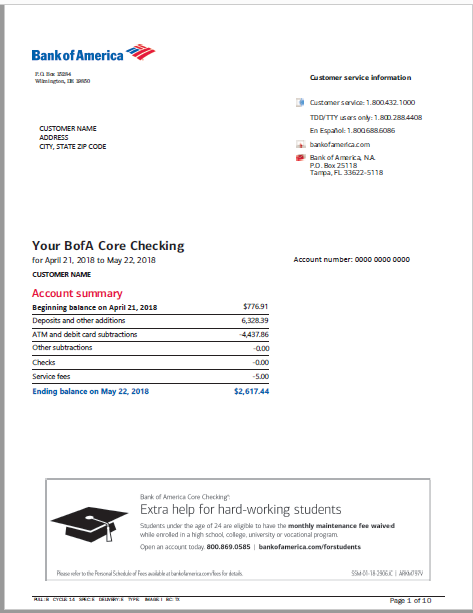 Bank of America
P.O. Box 15284
Wilmington, DE 19850
Customer service information
Customer service: 1.800.432.1000
TDD/TTY users only: 1.800.288.4408
En Español: 1.800.688.6086
bankofamerica.com
Bank of America, N.A.
P.O. Box 25118
Tampa, FL 33622-5118
CUSTOMER NAME
ADDRESS
CITY, STATE ZIP CODE
Your BofA Core Checking
for April 21, 2018 to May 22, 2018
Account number: 0000 0000 0000
CUSTOMER NAME
Account summary
Beginning balance on April 21, 2018 $776.91
Deposits and other additions 6,328.39
ATM and debit card subtractions -4,437.86
Other subtractions -0.00
Checks -0.00
Service fees -5.00
Ending balance on May 22, 2018 $2,617.44
Bank of America Core Checking
Extra help for hard-working students
Students under the age of 24 are eligible to have the monthly maintenance fee waived
while enrolled in a high school, college, university or vocational program.
Open an account today. 800.869.0585 | bankofamerica.com/forstudents
Please refer to the Personal Schedule of Fees available at bankofamerica.com/fees for details.
PULL: B CYCLE: 14 SPEC: E DELIVERY: E TYPE: IMAGE: I BC: TX
Page 1 of 10